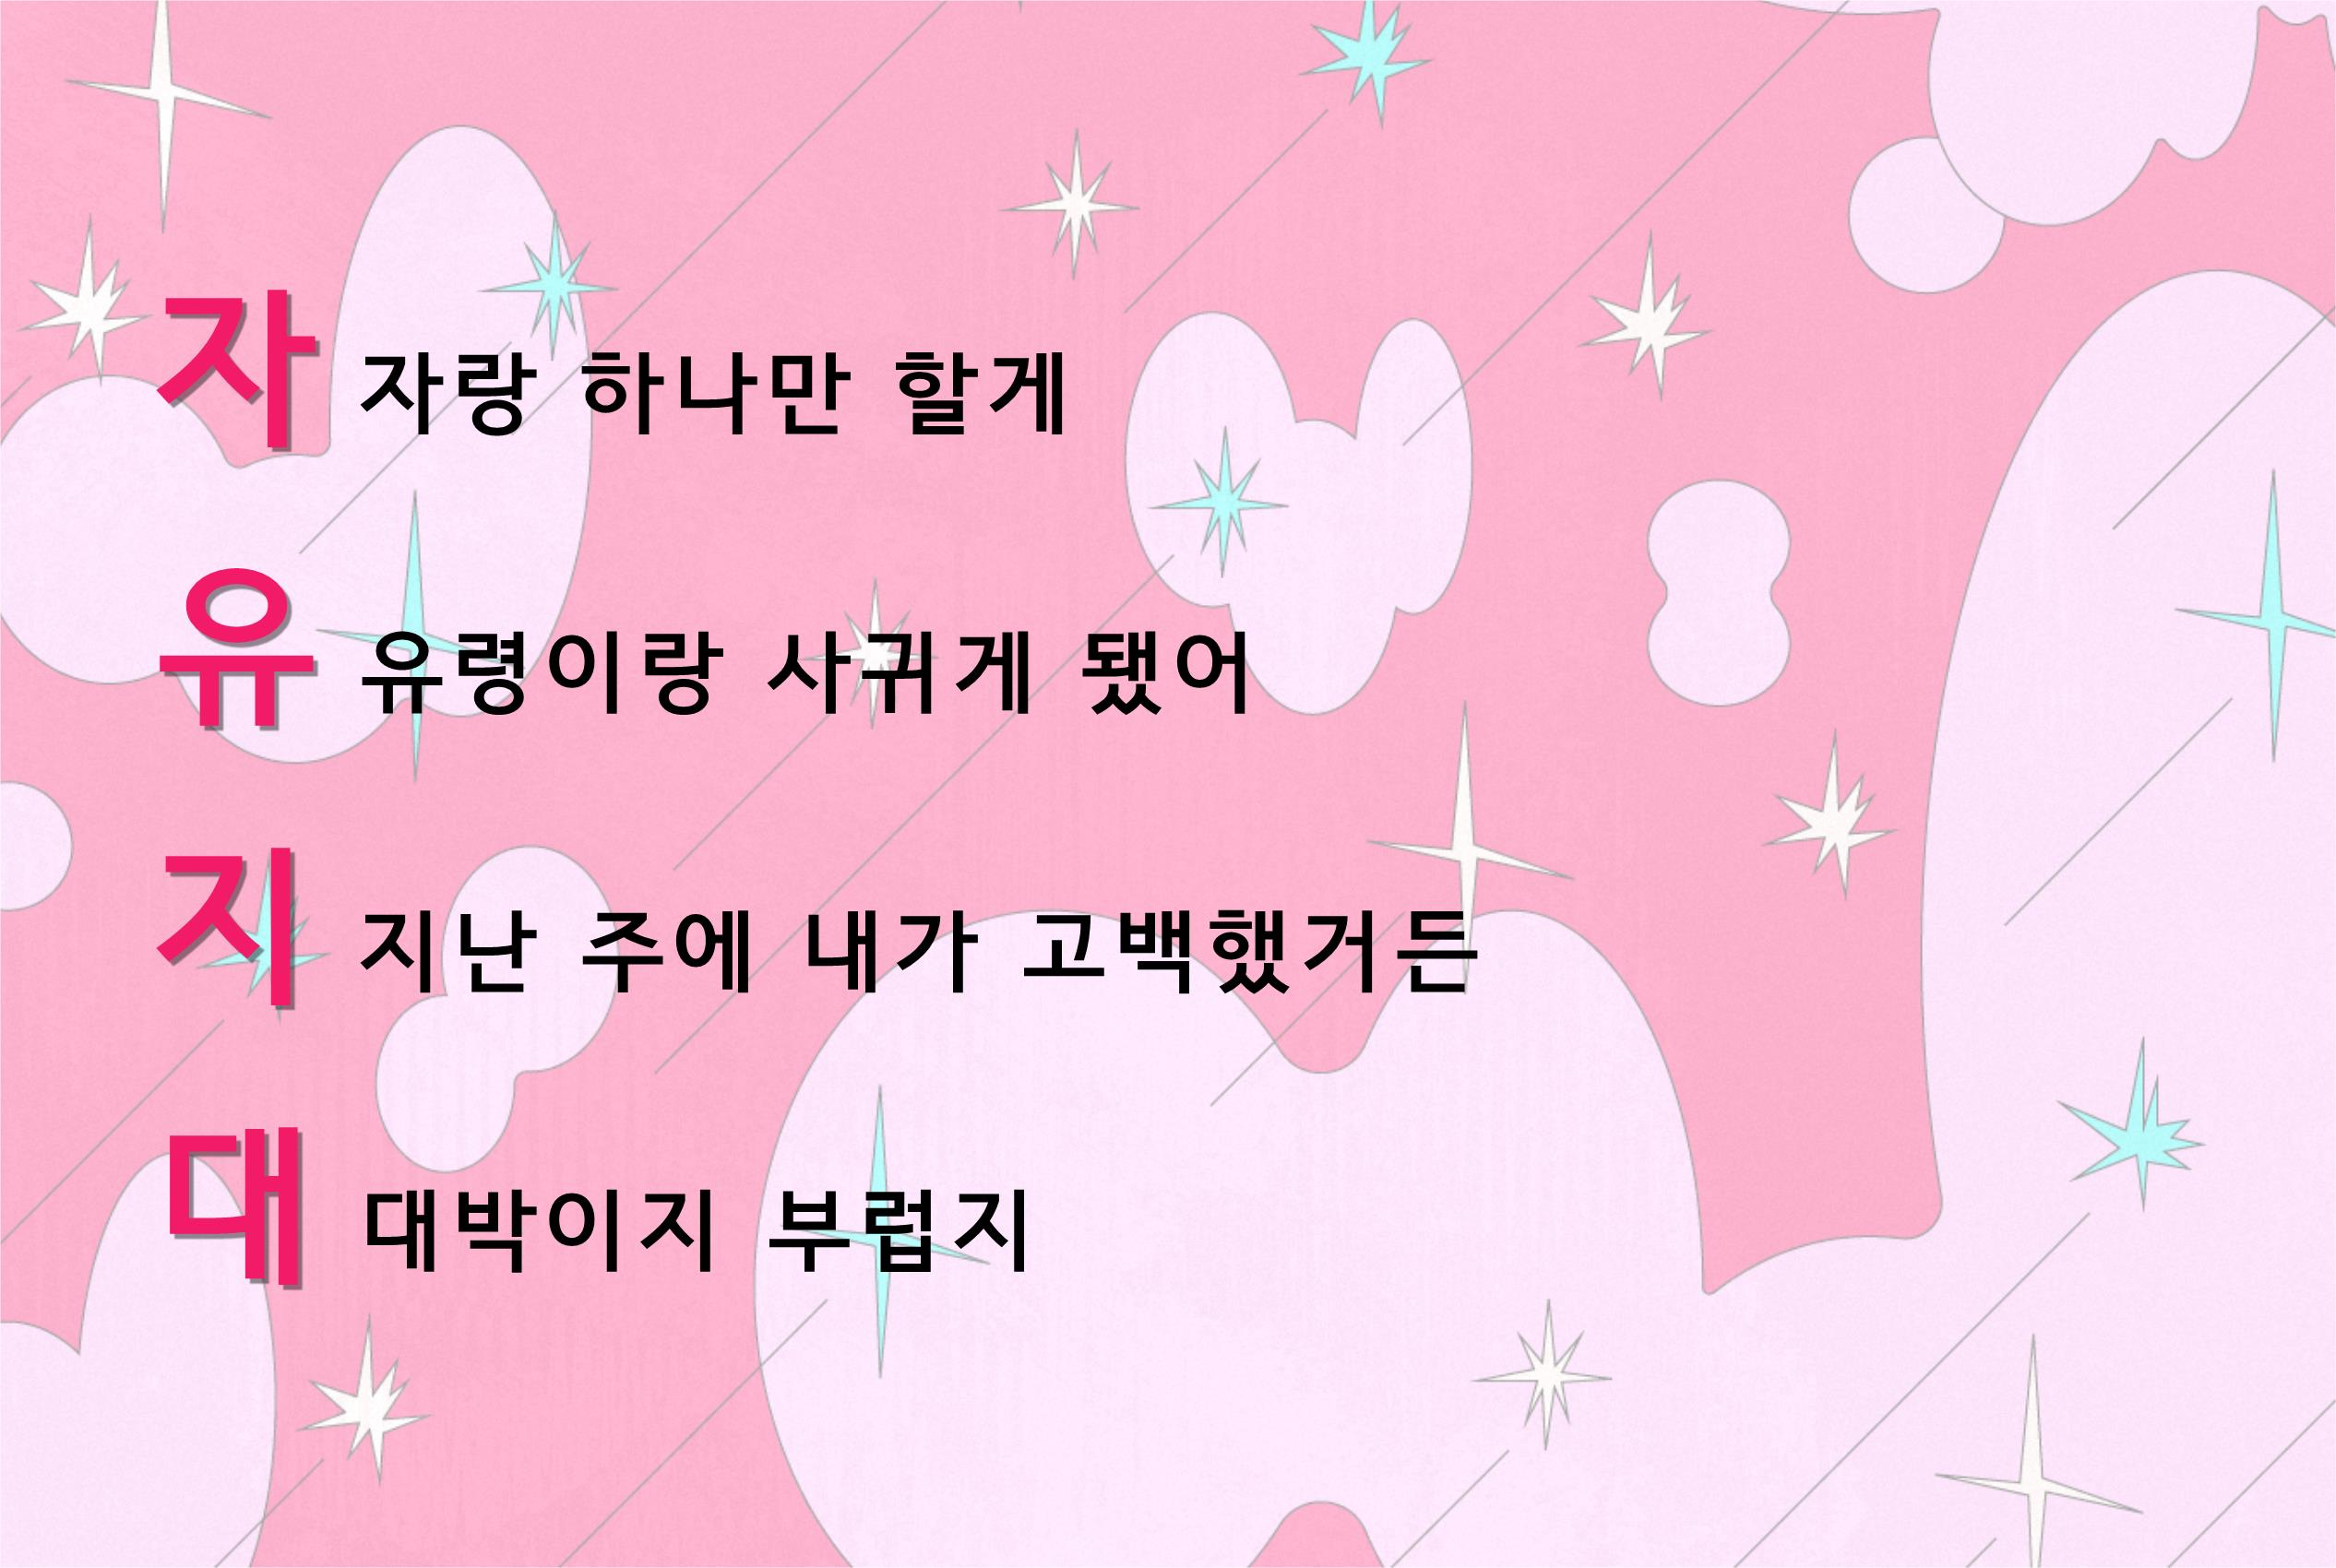 자 자랑 하나만 할게
유 유령이랑 사귀게 됐어
지 지난 주에 내가 고백했거든
대 대박이지 부럽지